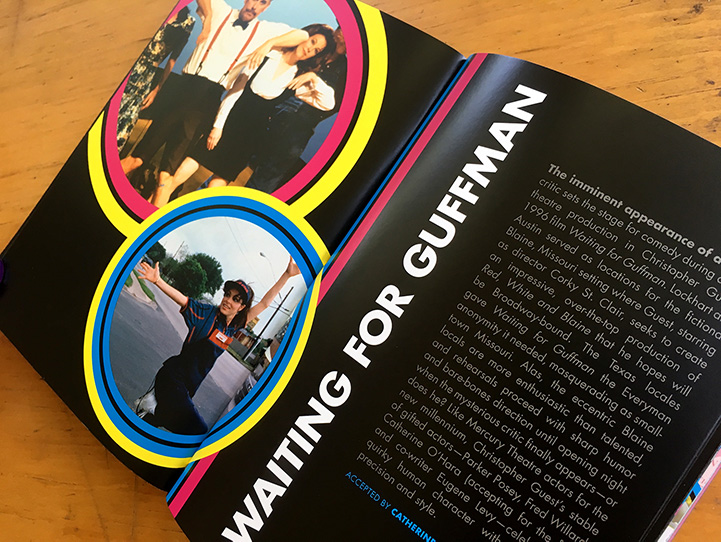 WAITING FOR GUFFMAN
The imminent appearance of a
critic sets the stage for comedy during
theatre production in Christopher G
1996 film Waiting for Guffman. Lockhart
Austin served as locations for the fiction
Blaine, Missouri, setting where Guest, starring
as director Corky St. Clair, seeks to create
an impressive, over-the-top production of
Red, White and Blaine that he hopes will
be Broadway-bound. The Texas locales
gave Waiting for Guffman the Everyman
anonymity it needed, masquerading as small-
town Missouri. Alas, the eccentric Blaine
locals are more enthusiastic than talented,
and rehearsals proceed with sharp humor
and bare-bones direction until opening night
when the mysterious critic finally appears—or
does he? Like Mercury Theatre actors for the
new millennium, Christopher Guest's stable
of gifted actors—Parker Posey, Fred Willard
Catherine O'Hara (accepting for the
and co-writer Eugene Levy—cele
quirky human character with
precision and style.
ACCEPTED BY CATHERINE